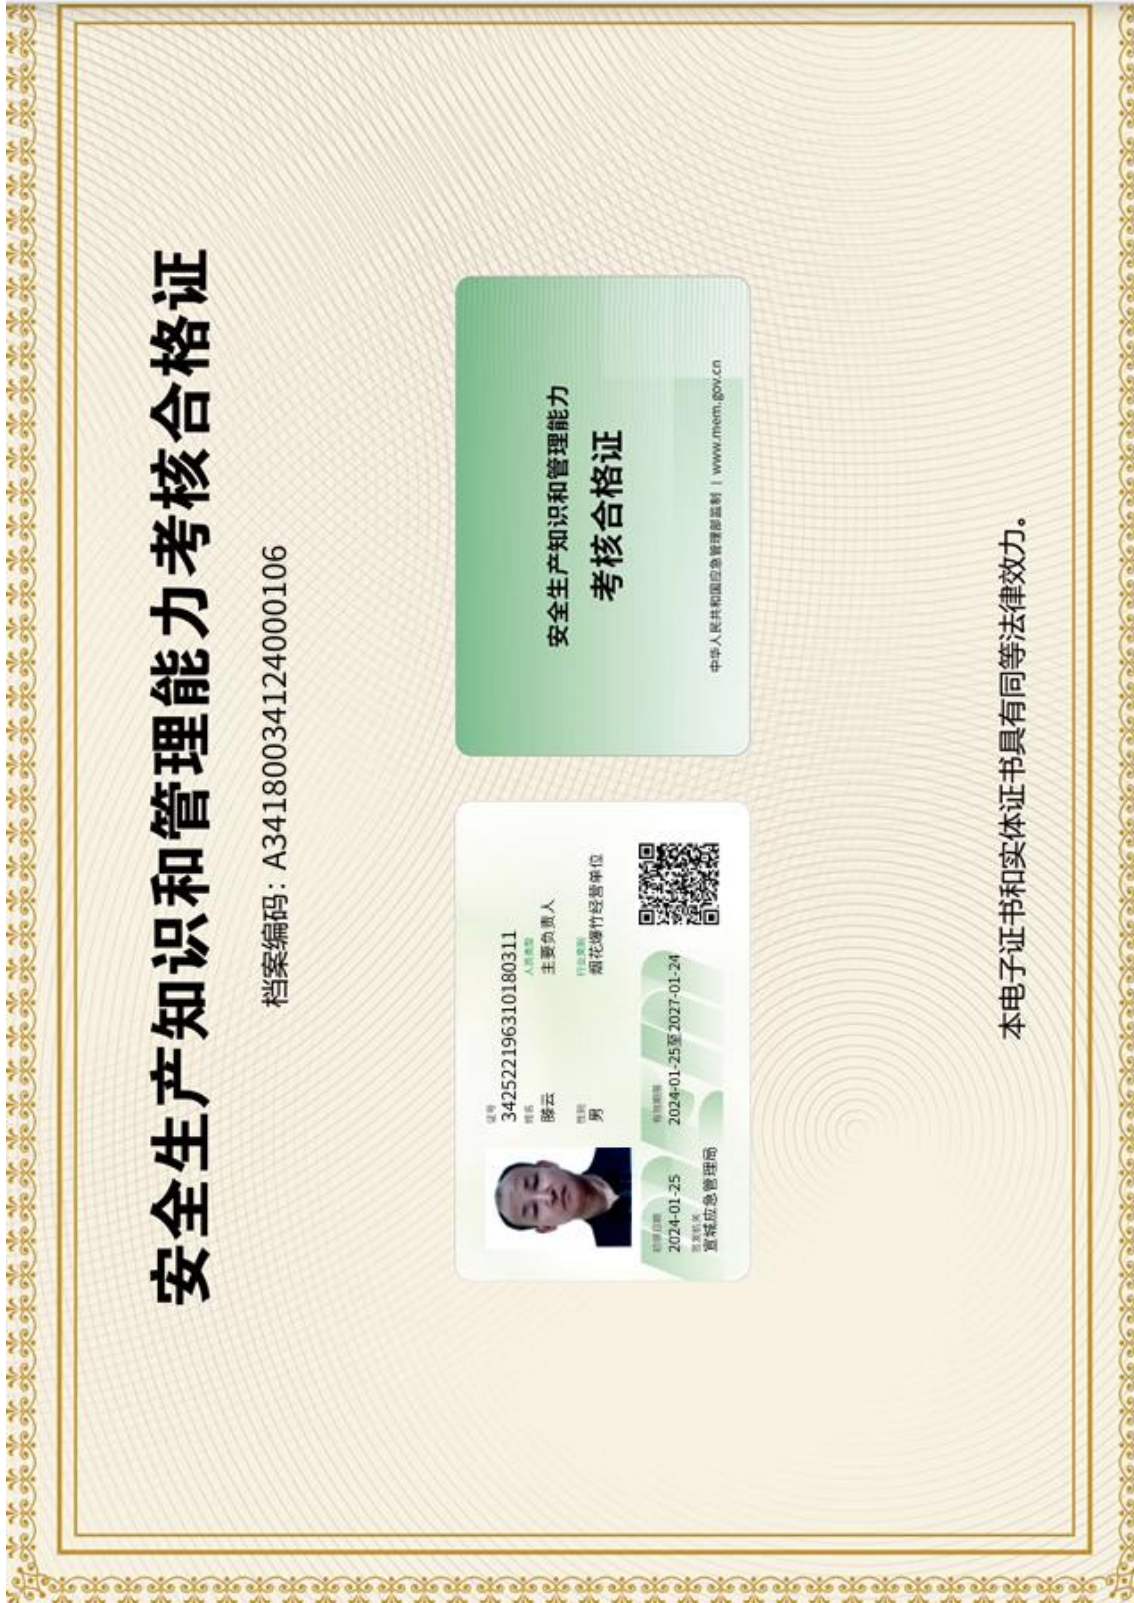 安全生产知识和管理能力考核合格证
档案编码：A34180034124000106
证号
342522196310180311
姓名
人员类型
滕云
主要负责人
性别
行业类别
男
烟花爆竹经营单位
初领日期
有效期限
2024-01-25
2024-01-25至2027-01-24
签发机关
宣城应急管理局
安全生产知识和管理能力
考核合格证
中华人民共和国应急管理部监制 | www.mem.gov.cn
本电子证书和实体证书具有同等法律效力。